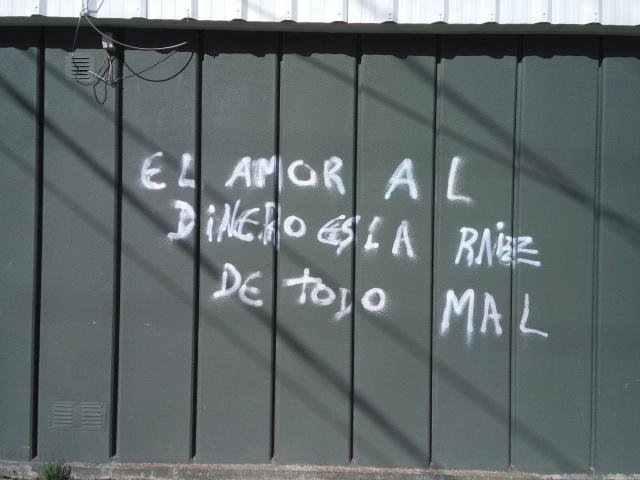 EL AMOR AL
DINERO ES LA RAiZ
DE TODO MAL